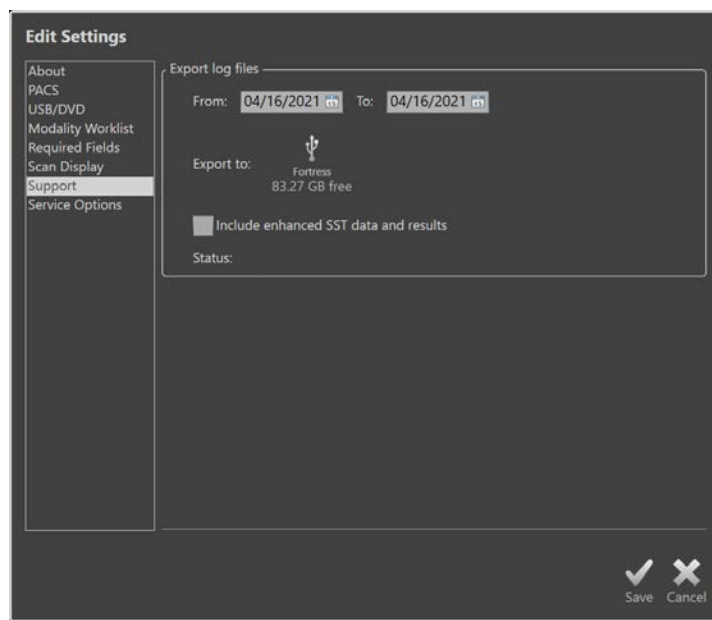 Edit Settings
About
PACS
USB/DVD
Modality Worklist
Required Fields
Scan Display
Support
Service Options
Export log files
From: 04/16/2021 To: 04/16/2021
Export to:
Fortress
83.27 GB free
Include enhanced SST data and results
Status:
Save Cancel